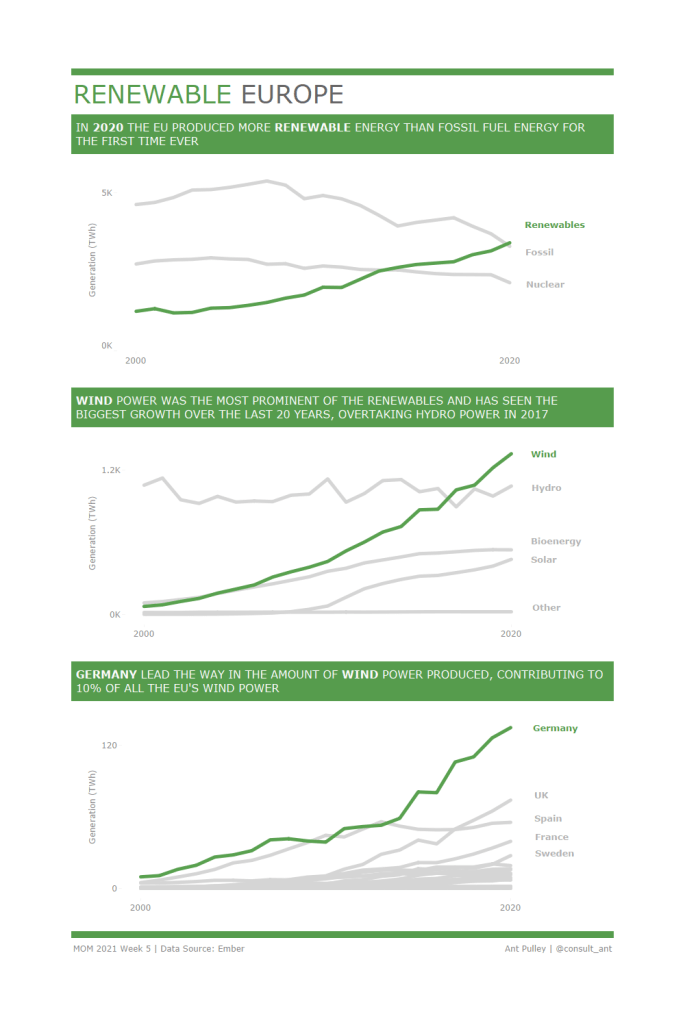 RENEWABLE EUROPE
IN 2020 THE EU PRODUCED MORE RENEWABLE ENERGY THAN FOSSIL FUEL ENERGY FOR
THE FIRST TIME EVER
5K
Generation (TWh)
Renewables
Fossil
Nuclear
0K
2000
2020
WIND POWER WAS THE MOST PROMINENT OF THE RENEWABLES AND HAS SEEN THE
BIGGEST GROWTH OVER THE LAST 20 YEARS, OVERTAKING HYDRO POWER IN 2017
Wind
1.2K
Hydro
Generation (TWh)
Bioenergy
Solar
Other
0K
2000
2020
GERMANY LEAD THE WAY IN THE AMOUNT OF WIND POWER PRODUCED, CONTRIBUTING TO
10% OF ALL THE EU'S WIND POWER
Germany
120
Generation (TWh)
UK
Spain
France
Sweden
0
2000
2020
MOM 2021 Week 5 | Data Source: Ember
Ant Pulley | @consult_ant